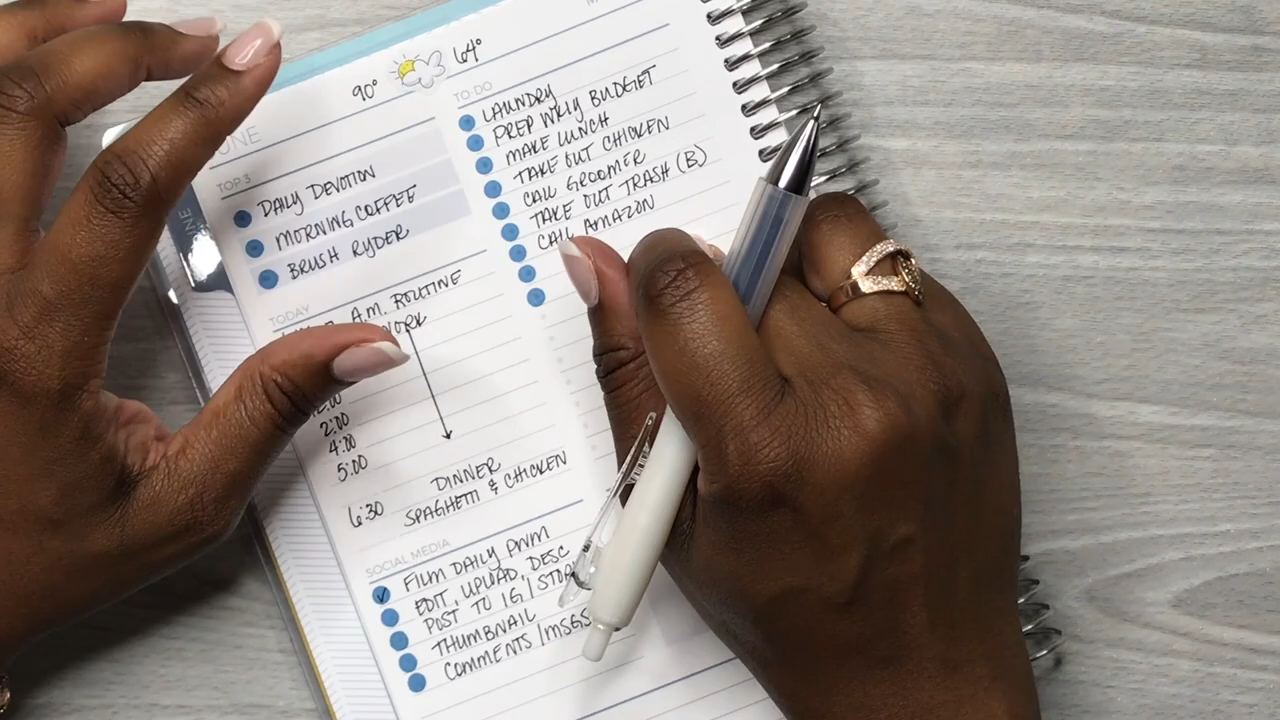 90° 64°
UNE
TOP 3
DAILY DEVOTION
MORNING COFFEE
BRUSH RYDER
TO-DO
LAUNDRY
PREP WKLY BUDGET
MAKE LUNCH
TAKE OUT CHICKEN
CALL GROOMER
TAKE OUT TRASH (B)
CALL AMAZON
TODAY
A.M. ROUTINE
WORK
2:00
4:00
5:00
6:30 DINNER
SPAGHETTI & CHICKEN
SOCIAL MEDIA
FILM DAILY PWM
EDIT, UPLOAD, DESC
POST TO IG/STOR
THUMBNAIL
COMMENTS/MSGS